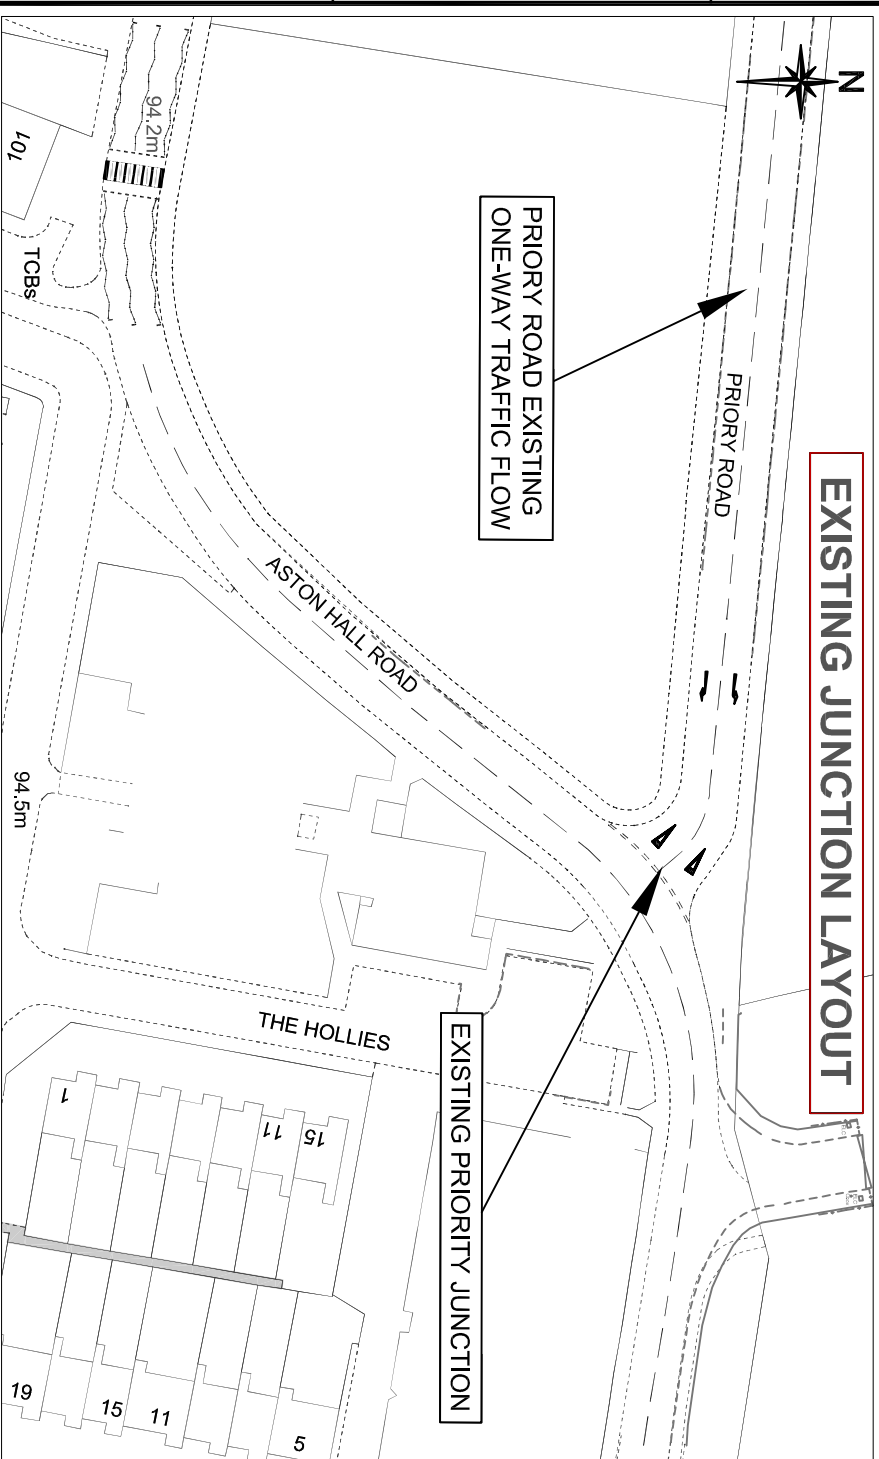 EXISTING JUNCTION LAYOUT
N
PRIORY ROAD EXISTING
ONE-WAY TRAFFIC FLOW
PRIORY ROAD
94.2m
101
TCBs
ASTON HALL ROAD
94.5m
THE HOLLIES
EXISTING PRIORITY JUNCTION
1
11
15
19
15
11
5